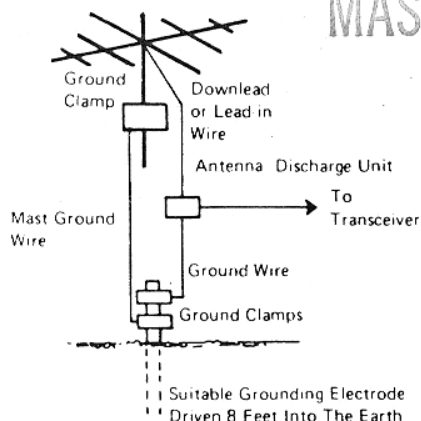 MAS
Ground
Clamp
Downlead
or Lead-in
Wire
Antenna Discharge Unit
To
Transceiver
Mast Ground
Wire
Ground Wire
Ground Clamps
Suitable Grounding Electrode
Driven 8 Feet Into The Earth